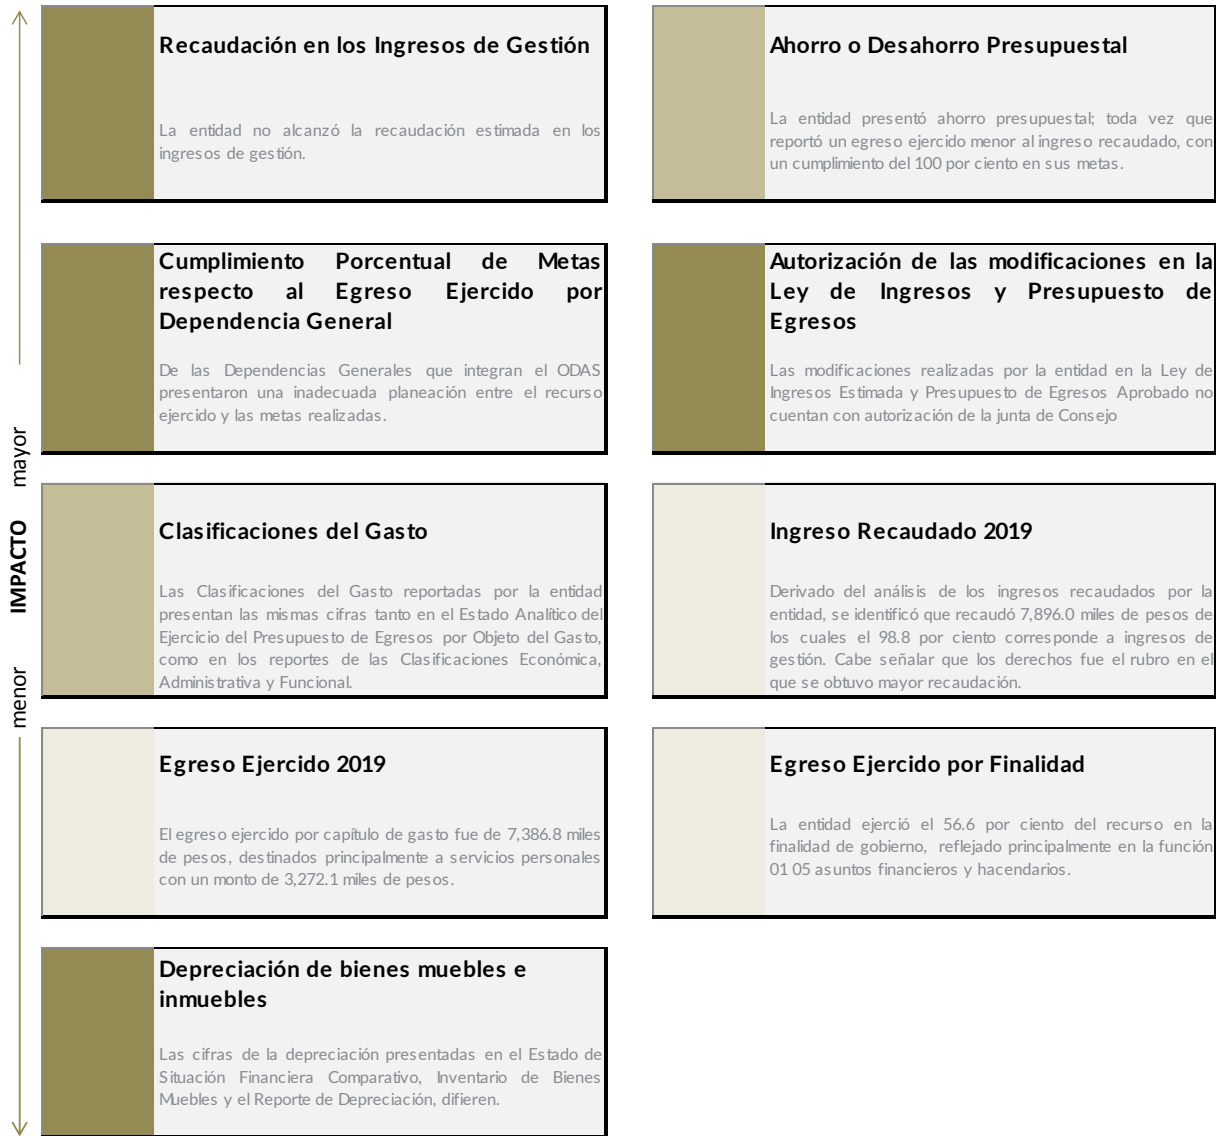 Recaudación en los Ingresos de Gestión
La entidad no alcanzó la recaudación estimada en los
ingresos de gestión.
Ahorro o Desahorro Presupuestal
La entidad presentó ahorro presupuestal; toda vez que
reportó un egreso ejercido menor al ingreso recaudado, con
un cumplimiento del 100 por ciento en sus metas.
Cumplimiento Porcentual de Metas
respecto al Egreso Ejercido por
Dependencia General
De las Dependencias Generales que integran el ODAS
presentaron una inadecuada planeación entre el recurso
ejercido y las metas realizadas.
Autorización de las modificaciones en la
Ley de Ingresos y Presupuesto de
Egresos
Las modificaciones realizadas por la entidad en la Ley de
Ingresos Estimada y Presupuesto de Egresos Aprobado no
cuentan con autorización de la junta de Consejo
menor IMPACTO mayor
Clasificaciones del Gasto
Las Clasificaciones del Gasto reportadas por la entidad
presentan las mismas cifras tanto en el Estado Analítico del
Ejercicio del Presupuesto de Egresos por Objeto del Gasto,
como en los reportes de las Clasificaciones Económica,
Administrativa y Funcional.
Ingreso Recaudado 2019
Derivado del análisis de los ingresos recaudados por la
entidad, se identificó que recaudó 7,896.0 miles de pesos de
los cuales el 98.8 por ciento corresponde a ingresos de
gestión. Cabe señalar que los derechos fue el rubro en el
que se obtuvo mayor recaudación.
Egreso Ejercido 2019
El egreso ejercido por capítulo de gasto fue de 7,386.8 miles
de pesos, destinados principalmente a servicios personales
con un monto de 3,272.1 miles de pesos.
Egreso Ejercido por Finalidad
La entidad ejerció el 56.6 por ciento del recurso en la
finalidad de gobierno, reflejado principalmente en la función
01 05 asuntos financieros y hacendarios.
Depreciación de bienes muebles e
inmuebles
Las cifras de la depreciación presentadas en el Estado de
Situación Financiera Comparativo, Inventario de Bienes
Muebles y el Reporte de Depreciación, difieren.